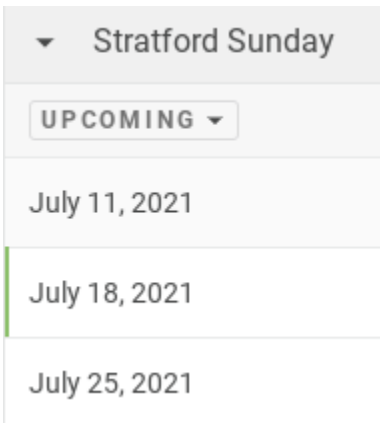 Stratford Sunday
UPCOMING
July 11, 2021
July 18, 2021
July 25, 2021